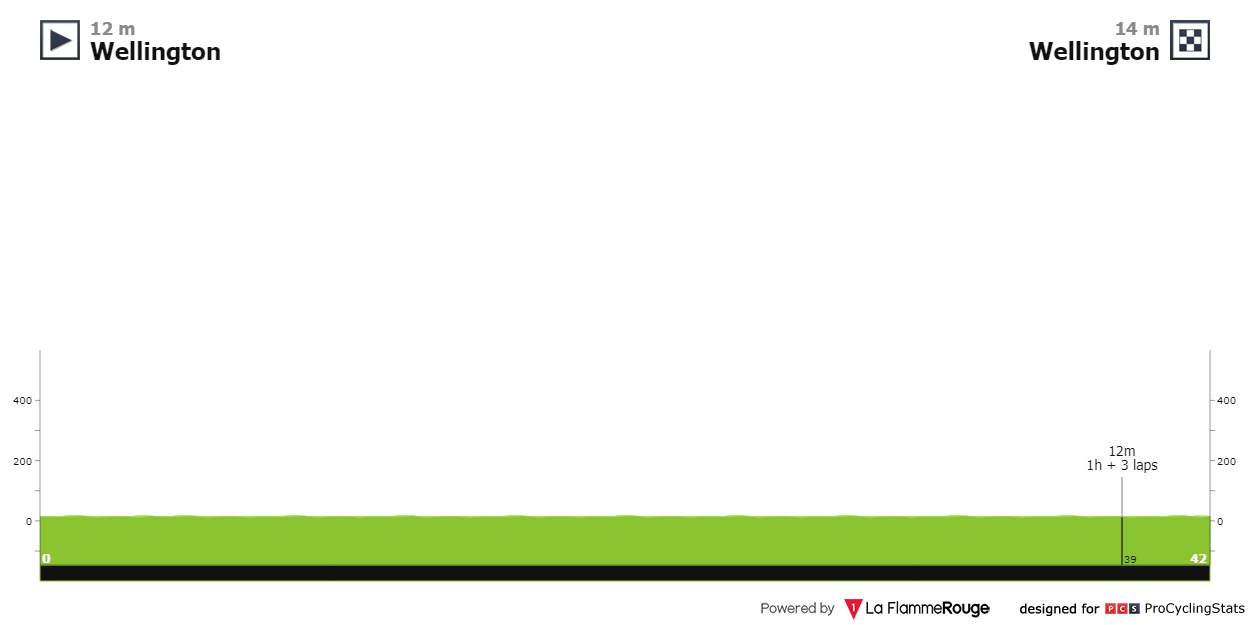 12 m
Wellington
14 m
Wellington
400
400
12m
1h + 3 laps
200
200
0
0
0
39
42
Powered by La FlammeRouge designed for PCS ProCyclingStats